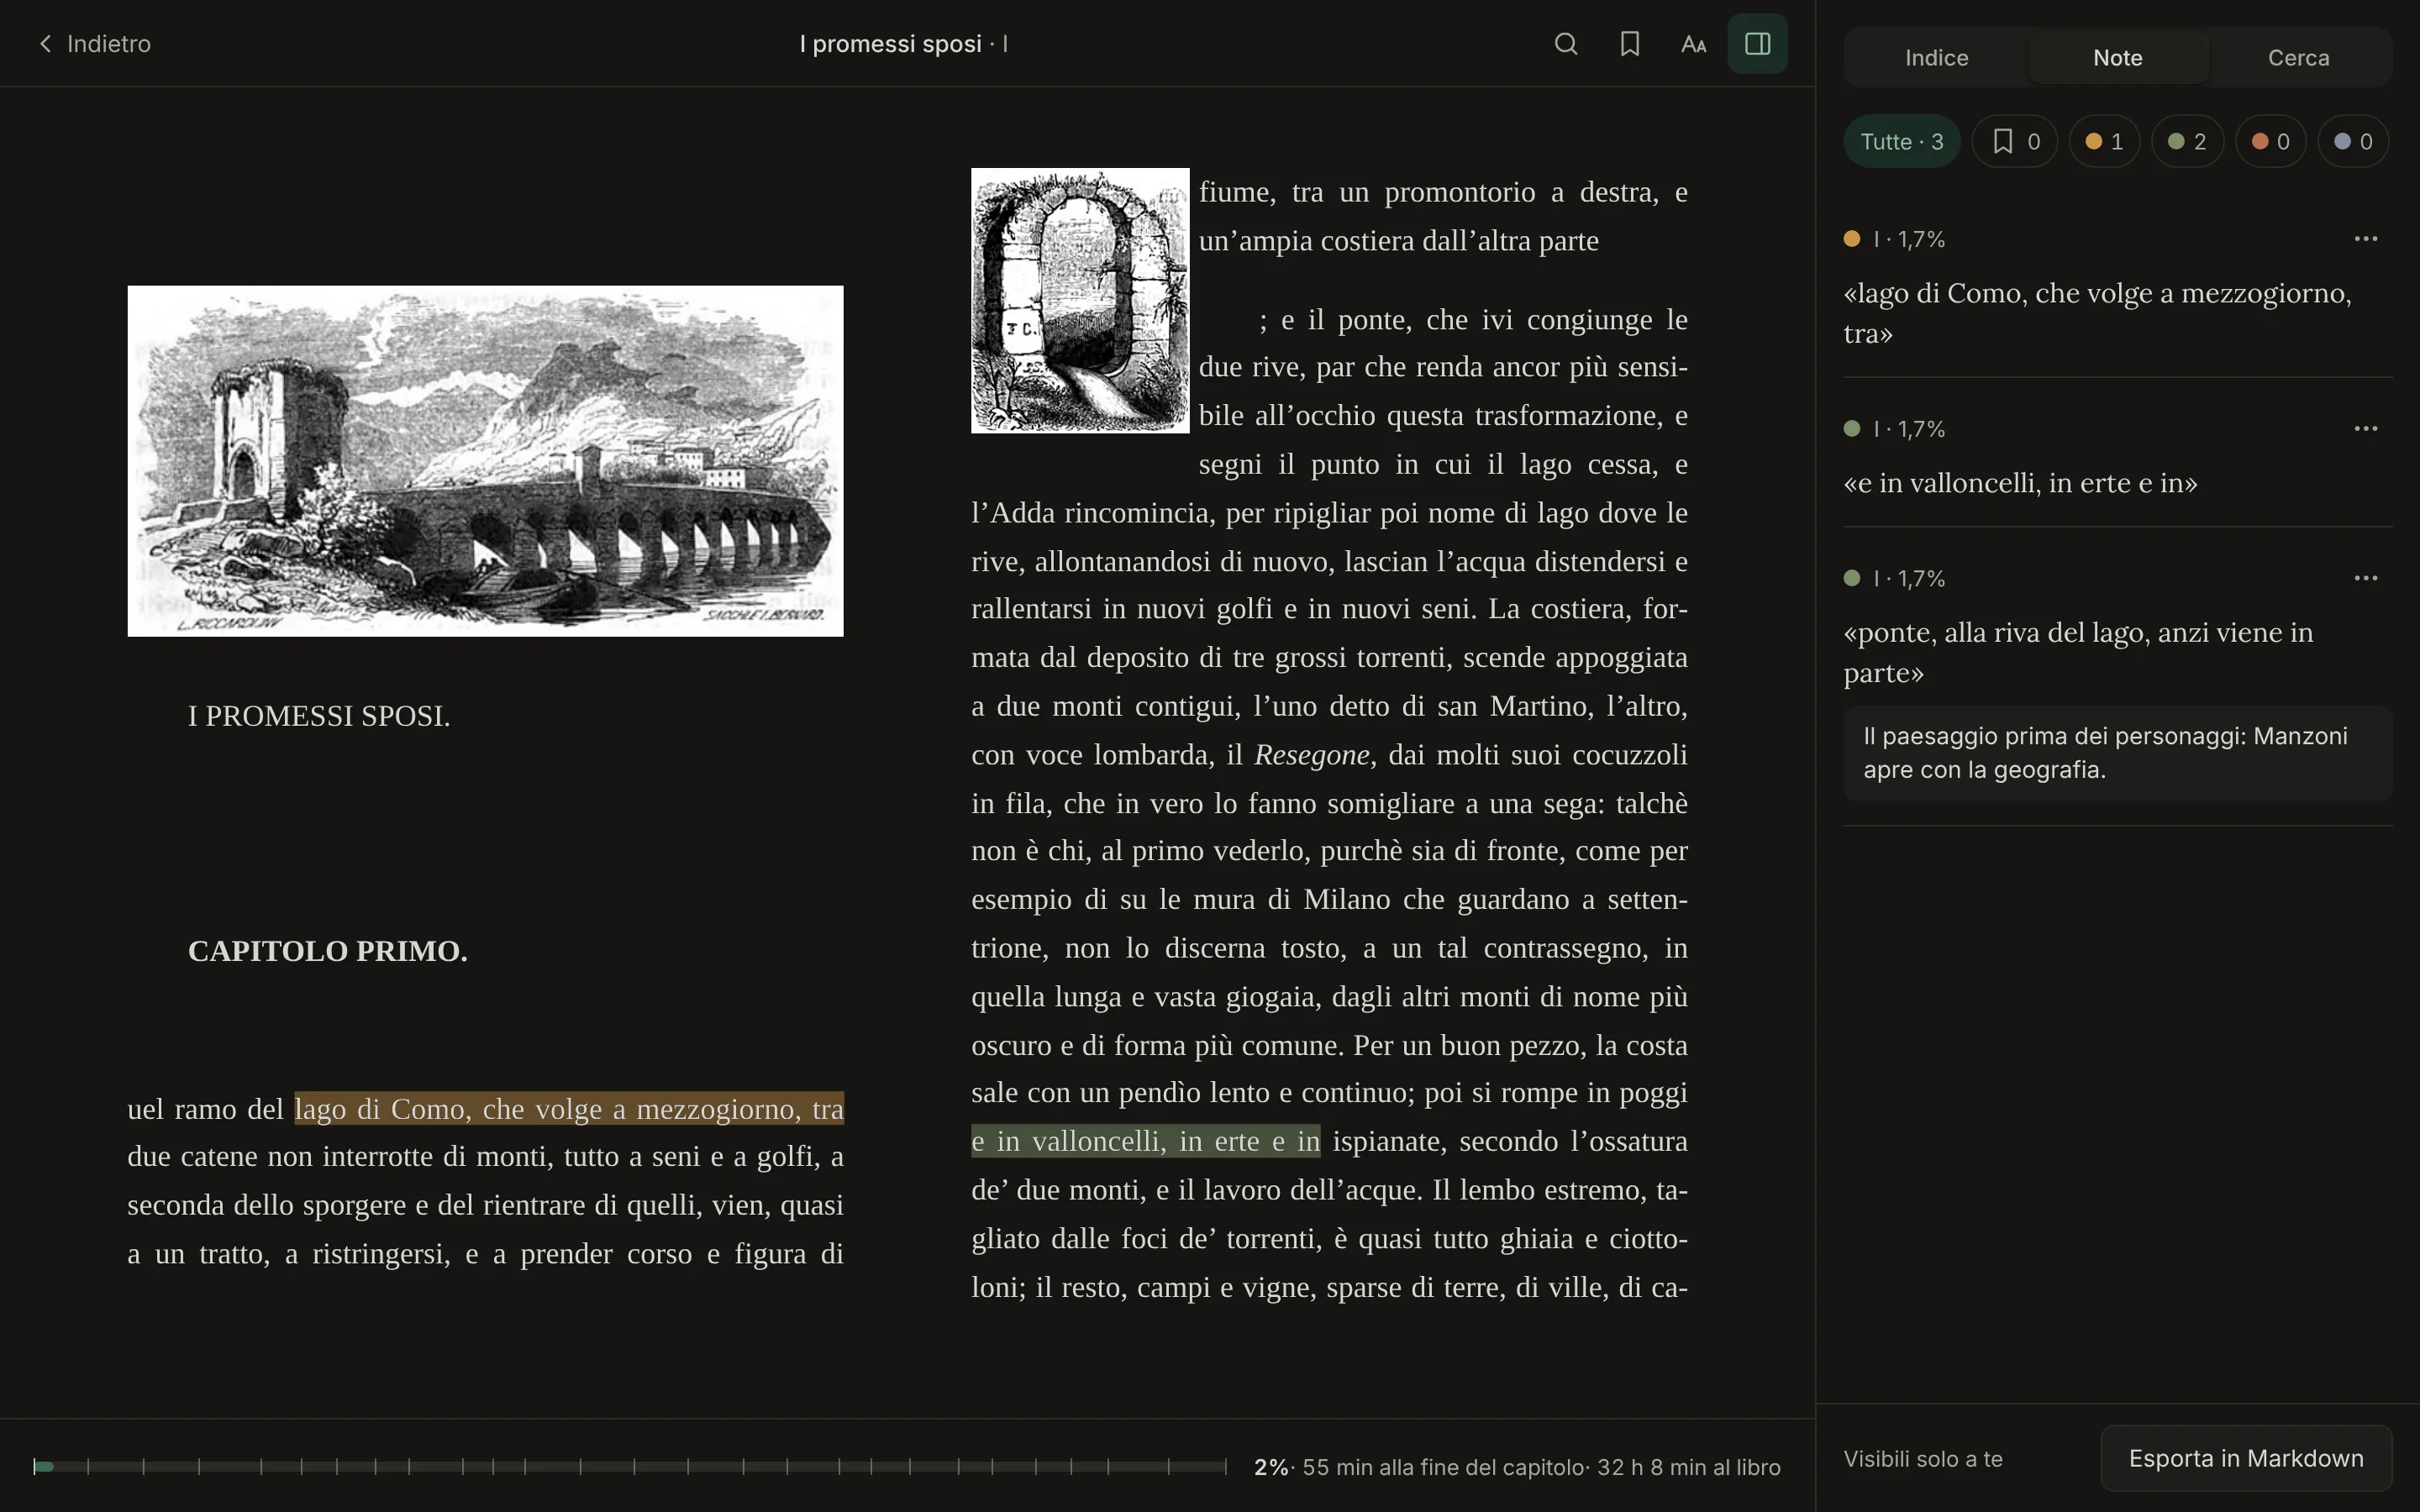 Indietro
I promessi sposi · I
I PROMESSI SPOSI.
CAPITOLO PRIMO.
uel ramo del lago di Como, che volge a mezzogiorno, tra
due catene non interrotte di monti, tutto a seni e a golfi, a
seconda dello sporgere e del rientrare di quelli, vien, quasi
a un tratto, a ristringersi, e a prender corso e figura di
fiume, tra un promontorio a destra, e
un’ampia costiera dall’altra parte
; e il ponte, che ivi congiunge le
due rive, par che renda ancor più sensi-
bile all’occhio questa trasformazione, e
segni il punto in cui il lago cessa, e
l’Adda rincomincia, per ripigliar poi nome di lago dove le
rive, allontanandosi di nuovo, lascian l’acqua distendersi e
rallentarsi in nuovi golfi e in nuovi seni. La costiera, for-
mata dal deposito di tre grossi torrenti, scende appoggiata
a due monti contigui, l’uno detto di san Martino, l’altro,
con voce lombarda, il Resegone, dai molti suoi cocuzzoli
in fila, che in vero lo fanno somigliare a una sega: talchè
non è chi, al primo vederlo, purchè sia di fronte, come per
esempio di su le mura di Milano che guardano a setten-
trione, non lo discerna tosto, a un tal contrassegno, in
quella lunga e vasta giogaia, dagli altri monti di nome più
oscuro e di forma più comune. Per un buon pezzo, la costa
sale con un pendìo lento e continuo; poi si rompe in poggi
e in valloncelli, in erte e in ispianate, secondo l’ossatura
de’ due monti, e il lavoro dell’acque. Il lembo estremo, ta-
gliato dalle foci de’ torrenti, è quasi tutto ghiaia e ciotto-
loni; il resto, campi e vigne, sparse di terre, di ville, di ca-
2%· 55 min alla fine del capitolo· 32 h 8 min al libro
Indice Note Cerca
Tutte · 3 0 1 2 0 0
I · 1,7%
«lago di Como, che volge a mezzogiorno,
tra»
I · 1,7%
«e in valloncelli, in erte e in»
I · 1,7%
«ponte, alla riva del lago, anzi viene in
parte»
Il paesaggio prima dei personaggi: Manzoni
apre con la geografia.
Visibili solo a te
Esporta in Markdown